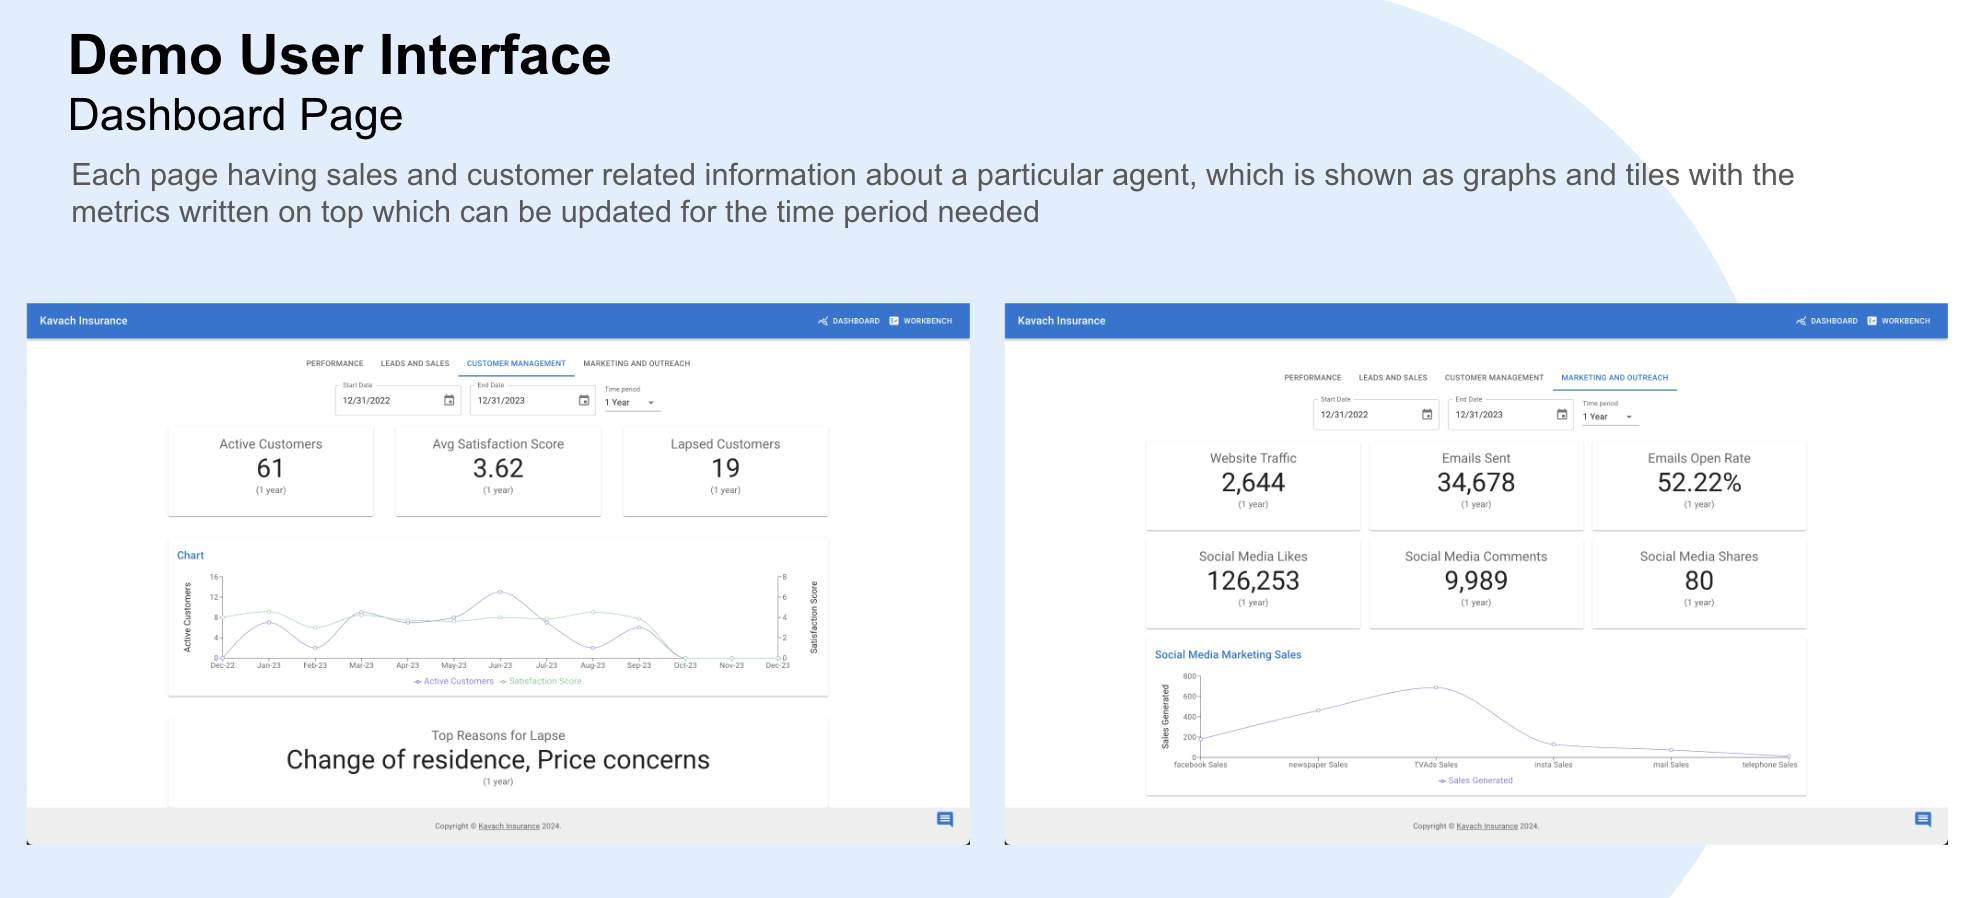 Demo User Interface
Dashboard Page
Each page having sales and customer related information about a particular agent, which is shown as graphs and tiles with the
metrics written on top which can be updated for the time period needed
Kavach Insurance
DASHBOARD WORKBENCH
PERFORMANCE LEADS AND SALES CUSTOMER MANAGEMENT MARKETING AND OUTREACH
Start Date End Date Time period
12/31/2022 12/31/2023 1 Year
Active Customers Avg Satisfaction Score Lapsed Customers
61 3.62 19
(1 year) (1 year) (1 year)
Chart
Active Customers
16
12
8
4
0
8
6
4
2
0
Satisfaction Score
Dec-22 Jan-23 Feb-23 Mar-23 Apr-23 May-23 Jun-23 Jul-23 Aug-23 Sep-23 Oct-23 Nov-23 Dec-23
Active Customers Satisfaction Score
Top Reasons for Lapse
Change of residence, Price concerns
(1 year)
Copyright © Kavach Insurance 2024.
Kavach Insurance
DASHBOARD WORKBENCH
PERFORMANCE LEADS AND SALES CUSTOMER MANAGEMENT MARKETING AND OUTREACH
Start Date End Date Time period
12/31/2022 12/31/2023 1 Year
Website Traffic Emails Sent Emails Open Rate
2,644 34,678 52.22%
(1 year) (1 year) (1 year)
Social Media Likes Social Media Comments Social Media Shares
126,253 9,989 80
(1 year) (1 year) (1 year)
Social Media Marketing Sales
Sales Generated
800
600
400
200
0
facebook Sales newspaper Sales TVAds Sales insta Sales mail Sales telephone Sales
Sales Generated
Copyright © Kavach Insurance 2024.